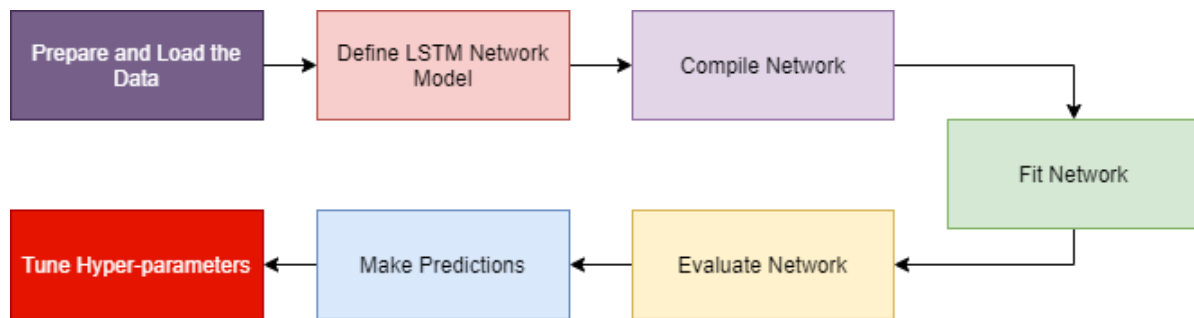 Prepare and Load the
Data
Define LSTM Network
Model
Compile Network
Fit Network
Evaluate Network
Make Predictions
Tune Hyper-parameters